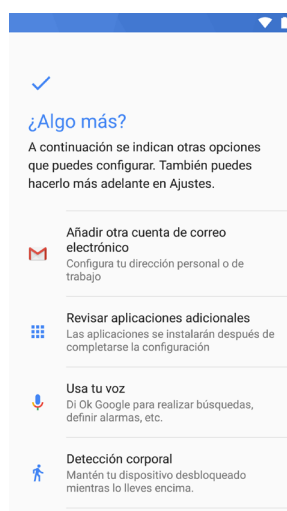 ¿Algo más?
A continuación se indican otras opciones
que puedes configurar. También puedes
hacerlo más adelante en Ajustes.
Añadir otra cuenta de correo
electrónico
Configura tu dirección personal o de
trabajo
Revisar aplicaciones adicionales
Las aplicaciones se instalarán después de
completarse la configuración
Usa tu voz
Di Ok Google para realizar búsquedas,
definir alarmas, etc.
Detección corporal
Mantén tu dispositivo desbloqueado
mientras lo lleves encima.